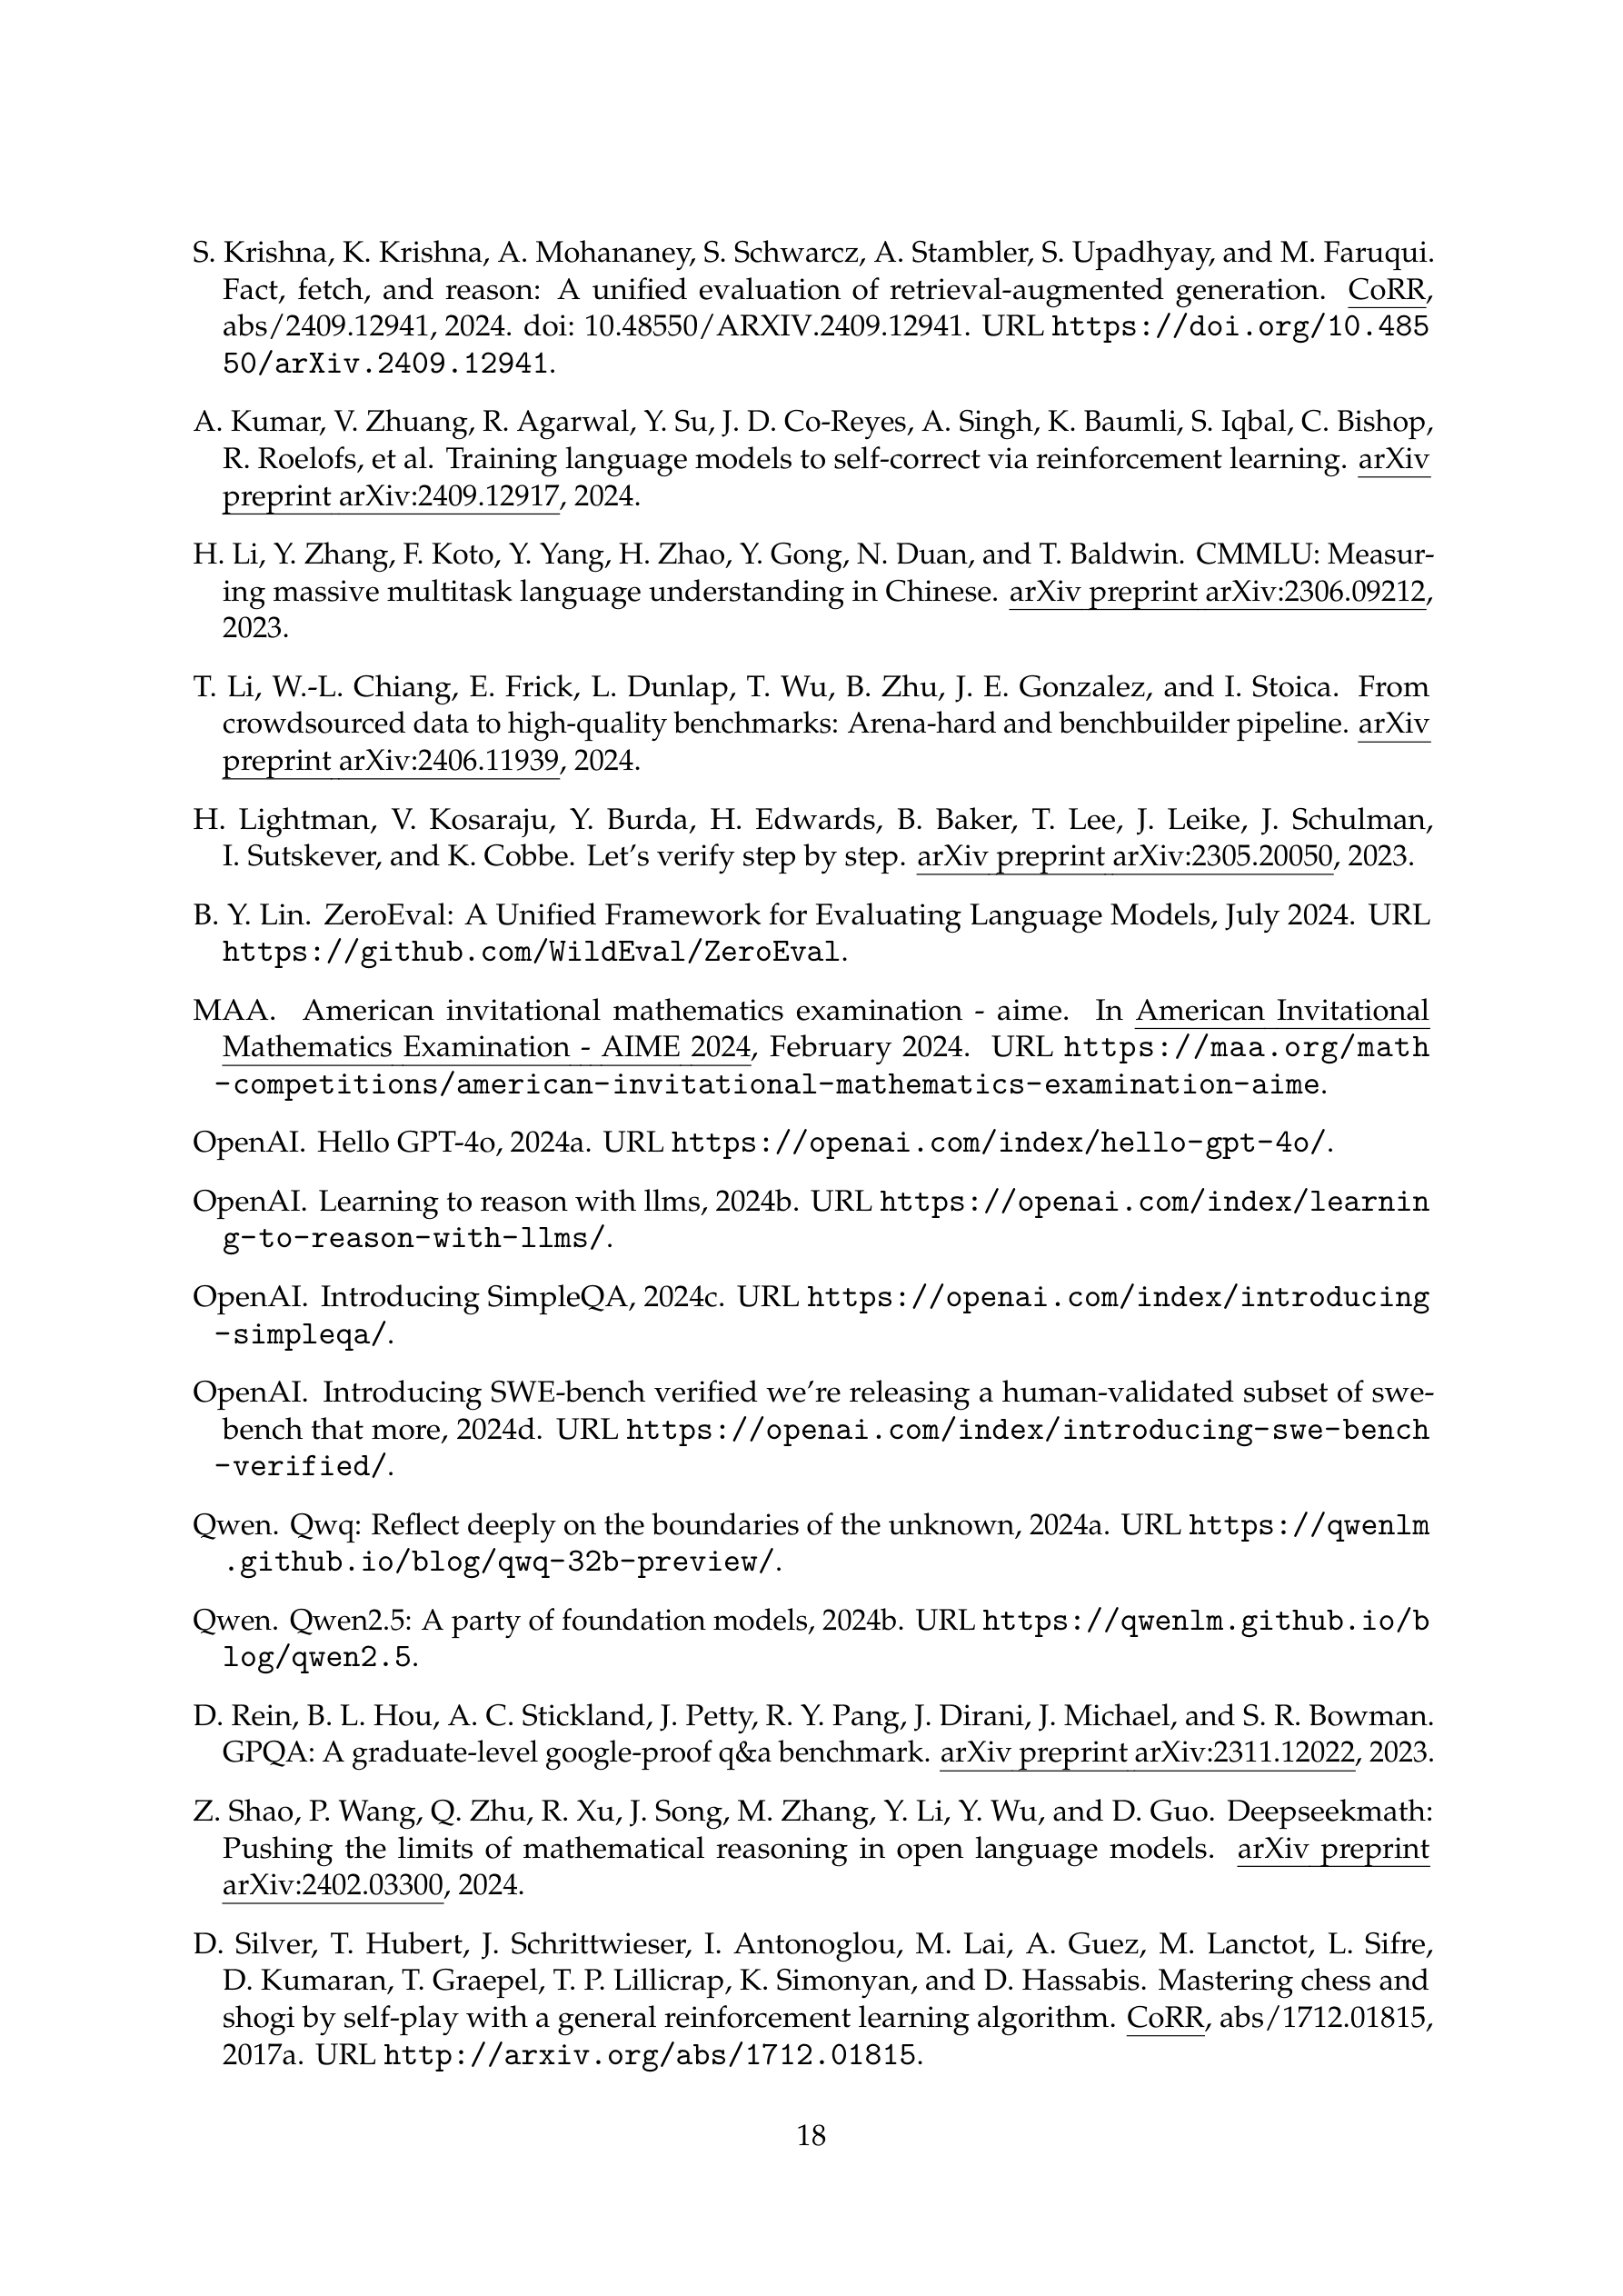 S. Krishna, K. Krishna, A. Mohananey, S. Schwarcz, A. Stambler, S. Upadhyay, and M. Faruqui.
Fact, fetch, and reason: A unified evaluation of retrieval-augmented generation. CoRR,
abs/2409.12941, 2024. doi: 10.48550/ARXIV.2409.12941. URL https://doi.org/10.485
50/arXiv.2409.12941.
A. Kumar, V. Zhuang, R. Agarwal, Y. Su, J. D. Co-Reyes, A. Singh, K. Baumli, S. Iqbal, C. Bishop,
R. Roelofs, et al. Training language models to self-correct via reinforcement learning. arXiv
preprint arXiv:2409.12917, 2024.
H. Li, Y. Zhang, F. Koto, Y. Yang, H. Zhao, Y. Gong, N. Duan, and T. Baldwin. CMMLU: Measur-
ing massive multitask language understanding in Chinese. arXiv preprint arXiv:2306.09212,
2023.
T. Li, W.-L. Chiang, E. Frick, L. Dunlap, T. Wu, B. Zhu, J. E. Gonzalez, and I. Stoica. From
crowdsourced data to high-quality benchmarks: Arena-hard and benchbuilder pipeline. arXiv
preprint arXiv:2406.11939, 2024.
H. Lightman, V. Kosaraju, Y. Burda, H. Edwards, B. Baker, T. Lee, J. Leike, J. Schulman,
I. Sutskever, and K. Cobbe. Let's verify step by step. arXiv preprint arXiv:2305.20050, 2023.
B. Y. Lin. ZeroEval: A Unified Framework for Evaluating Language Models, July 2024. URL
https://github.com/WildEval/ZeroEval.
MAA. American invitational mathematics examination - aime. In American Invitational
Mathematics Examination - AIME 2024, February 2024. URL https://maa.org/math
-competitions/american-invitational-mathematics-examination-aime.
OpenAI. Hello GPT-4o, 2024a. URL https://openai.com/index/hello-gpt-4o/.
OpenAI. Learning to reason with llms, 2024b. URL https://openai.com/index/learnin
g-to-reason-with-llms/.
OpenAI. Introducing SimpleQA, 2024c. URL https://openai.com/index/introducing
-simpleqa/.
OpenAI. Introducing SWE-bench verified we're releasing a human-validated subset of swe-
bench that more, 2024d. URL https://openai.com/index/introducing-swe-bench
-verified/.
Qwen. Qwq: Reflect deeply on the boundaries of the unknown, 2024a. URL https://qwenlm
.github.io/blog/qwq-32b-preview/.
Qwen. Qwen2.5: A party of foundation models, 2024b. URL https://qwenlm.github.io/b
log/qwen2.5.
D. Rein, B. L. Hou, A. C. Stickland, J. Petty, R. Y. Pang, J. Dirani, J. Michael, and S. R. Bowman.
GPQA: A graduate-level google-proof q&a benchmark. arXiv preprint arXiv:2311.12022, 2023.
Z. Shao, P. Wang, Q. Zhu, R. Xu, J. Song, M. Zhang, Y. Li, Y. Wu, and D. Guo. Deepseekmath:
Pushing the limits of mathematical reasoning in open language models. arXiv preprint
arXiv:2402.03300, 2024.
D. Silver, T. Hubert, J. Schrittwieser, I. Antonoglou, M. Lai, A. Guez, M. Lanctot, L. Sifre,
D. Kumaran, T. Graepel, T. P. Lillicrap, K. Simonyan, and D. Hassabis. Mastering chess and
shogi by self-play with a general reinforcement learning algorithm. CoRR, abs/1712.01815,
2017a. URL http://arxiv.org/abs/1712.01815.
18